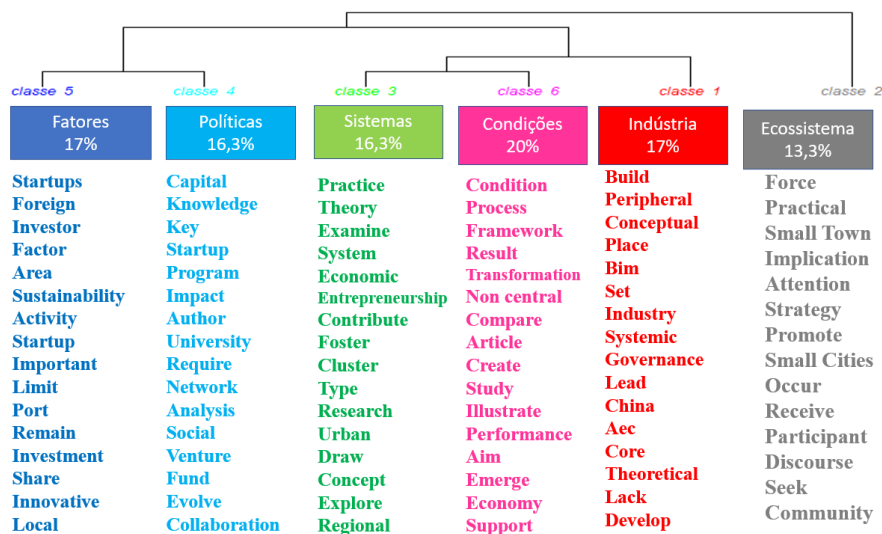 classe 5
classe 4
classe 3
classe 6
classe 1
classe 2
Fatores
17%
Políticas
16,3%
Sistemas
16,3%
Condições
20%
Indústria
17%
Ecossistema
13,3%
Startups
Foreign
Investor
Factor
Area
Sustainability
Activity
Startup
Important
Limit
Port
Remain
Investment
Share
Innovative
Local
Capital
Knowledge
Key
Startup
Program
Impact
Author
University
Require
Network
Analysis
Social
Venture
Fund
Evolve
Collaboration
Practice
Theory
Examine
System
Economic
Entrepreneurship
Contribute
Foster
Cluster
Type
Research
Urban
Draw
Concept
Explore
Regional
Condition
Process
Framework
Result
Transformation
Non central
Compare
Article
Create
Study
Illustrate
Performance
Aim
Emerge
Economy
Support
Build
Peripheral
Conceptual
Place
Bim
Set
Industry
Systemic
Governance
Lead
China
Aec
Core
Theoretical
Lack
Develop
Force
Practical
Small Town
Implication
Attention
Strategy
Promote
Small Cities
Occur
Receive
Participant
Discourse
Seek
Community